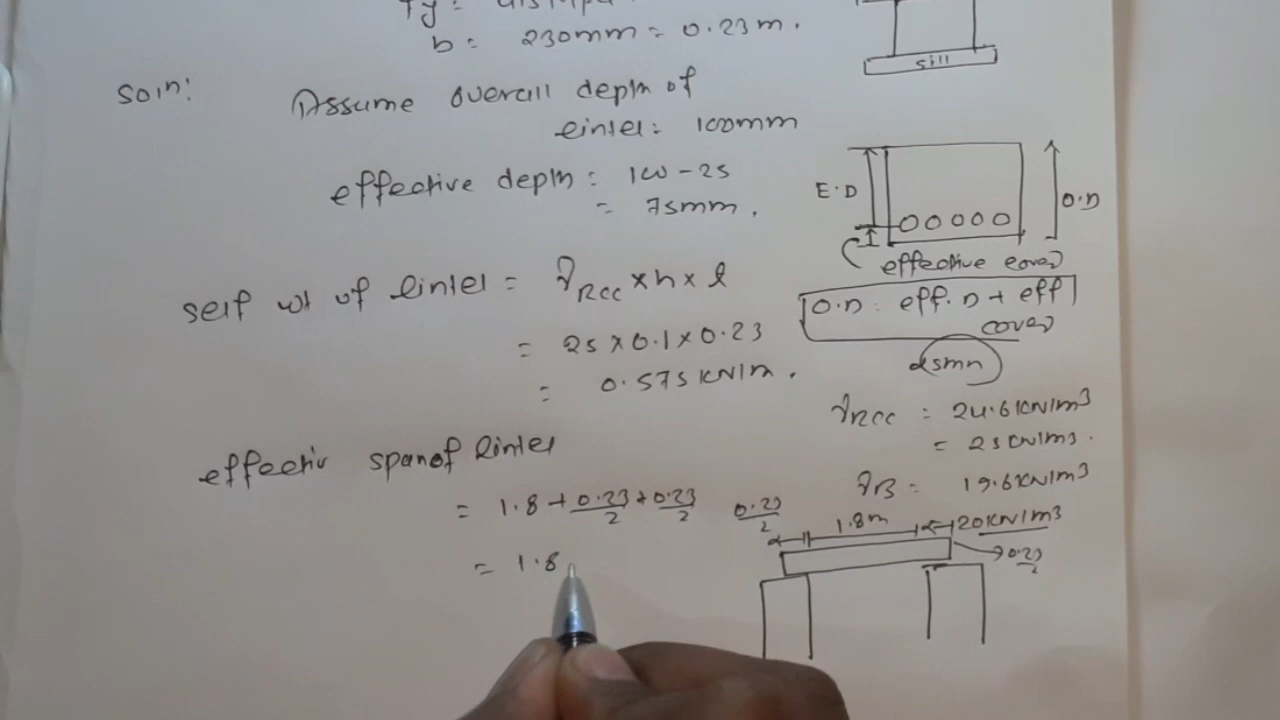 b = 230mm = 0.23m.
sill
Soln:
Assume overall depth of
lintel = 100mm
effective depth = 100-25
= 75mm.
E.D
O.D
effective cover
self wt of lintel = γRCC × h × l
O.D = eff. D + eff
cover
= 25 × 0.1 × 0.23
25mm
= 0.575 KN/m.
γRCC = 24.6 KN/m3
= 25 KN/m3.
effectiv span of lintel
γB = 19.6 KN/m3
= 1.8 + 0.23/2 + 0.23/2
0.23/2
1.8m
20KN/m3
0.23/2
= 1.8